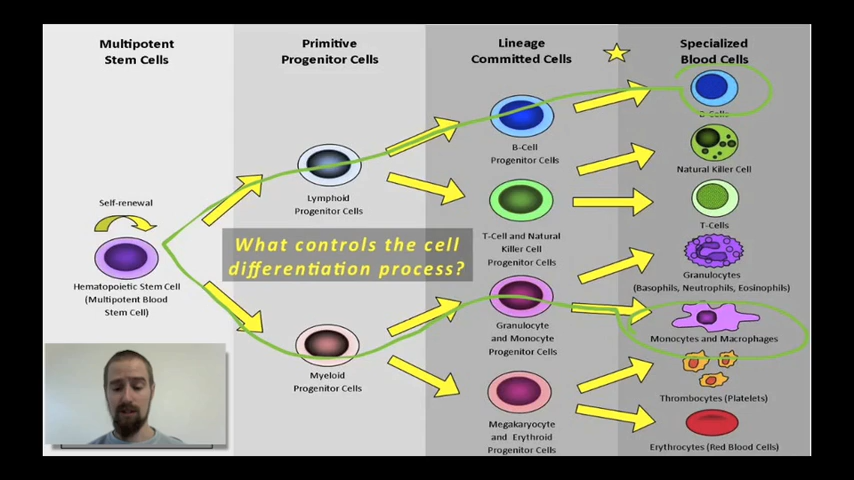 Multipotent
Stem Cells
Primitive
Progenitor Cells
Lineage
Committed Cells
Specialized
Blood Cells
Self-renewal
Hematopoietic Stem Cell
(Multipotent Blood
Stem Cell)
Lymphoid
Progenitor Cells
Myeloid
Progenitor Cells
What controls the cell
differentiation process?
B-Cell
Progenitor Cells
T-Cell and Natural
Killer Cell
Progenitor Cells
Granulocyte
and Monocyte
Progenitor Cells
Megakaryocyte
and Erythroid
Progenitor Cells
B-Cells
Natural Killer Cell
T-Cells
Granulocytes
(Basophils, Neutrophils, Eosinophils)
Monocytes and Macrophages
Thrombocytes (Platelets)
Erythrocytes (Red Blood Cells)